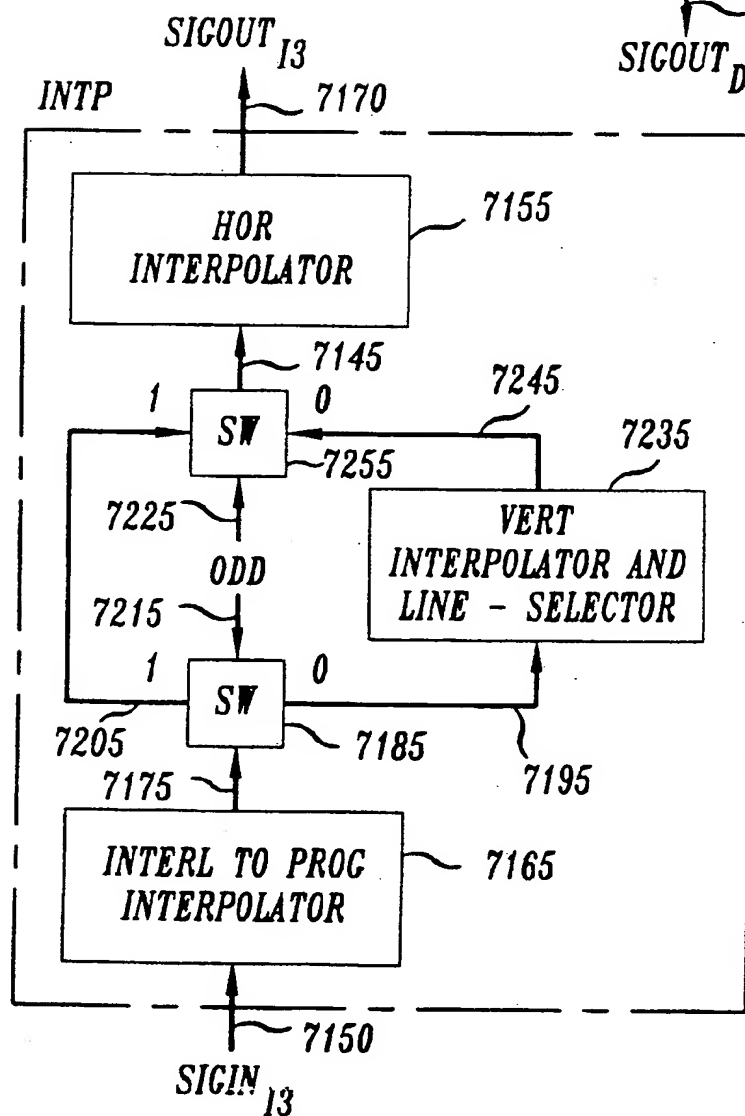 SIGOUT I3
SIGOUT D
INTP
7170
HOR
INTERPOLATOR
7155
7145
1
0
7245
SW
7255
7235
7225
VERT
INTERPOLATOR AND
LINE - SELECTOR
ODD
7215
1
0
SW
7205
7185
7195
7175
INTERL TO PROG
INTERPOLATOR
7165
7150
SIGIN I3